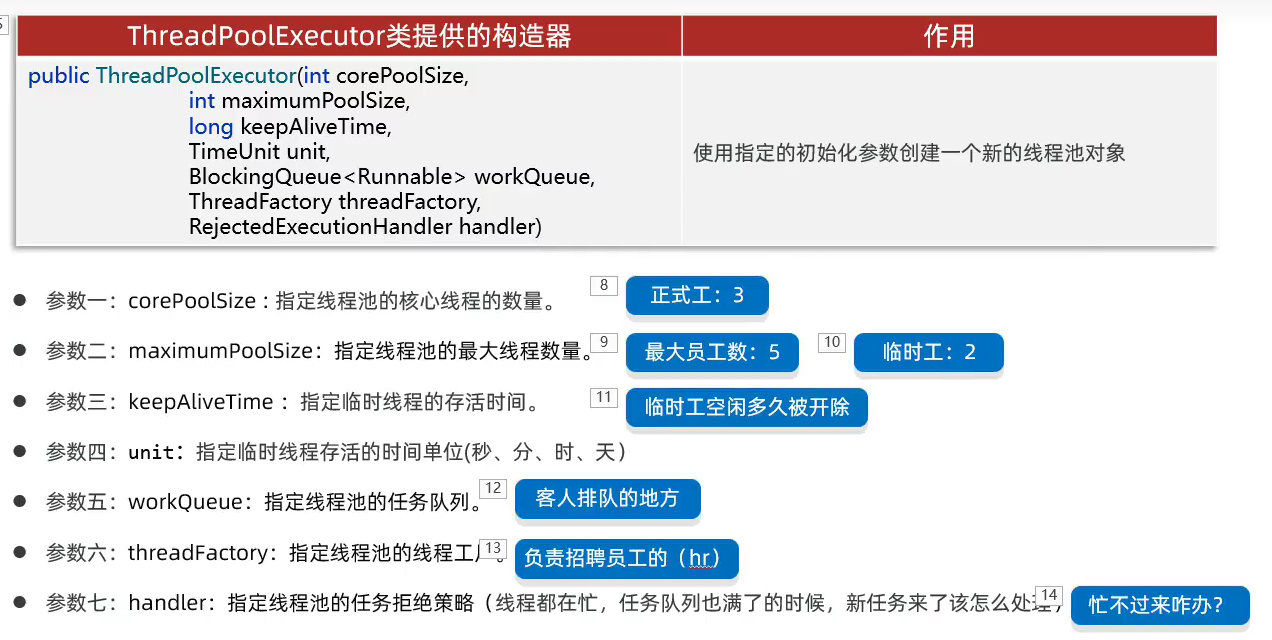 ThreadPoolExecutor类提供的构造器 作用
public ThreadPoolExecutor(int corePoolSize,
int maximumPoolSize,
long keepAliveTime,
TimeUnit unit,
使用指定的初始化参数创建一个新的线程池对象
BlockingQueue<Runnable> workQueue,
ThreadFactory threadFactory,
RejectedExecutionHandler handler)
参数一：corePoolSize : 指定线程池的核心线程的数量。 8 正式工：3
参数二：maximumPoolSize：指定线程池的最大线程数量。 9 最大员工数：5 10 临时工：2
参数三：keepAliveTime ：指定临时线程的存活时间。 11 临时工空闲多久被开除
参数四：unit：指定临时线程存活的时间单位(秒、分、时、天）
参数五：workQueue：指定线程池的任务队列。 12 客人排队的地方
参数六：threadFactory：指定线程池的线程工 。 13 负责招聘员工的（hr）
参数七：handler：指定线程池的任务拒绝策略（线程都在忙，任务队列也满了的时候，新任务来了该怎么处 ） 14 忙不过来咋办？